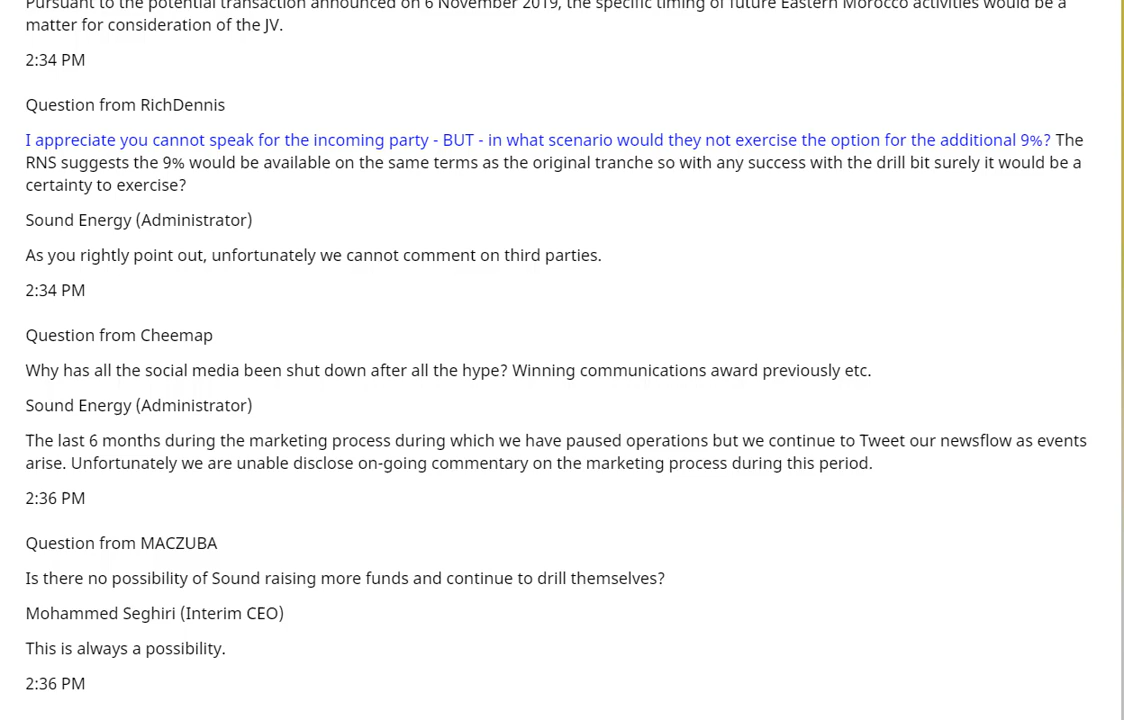 Pursuant to the potential transaction announced on 6 November 2019, the specific timing of future Eastern Morocco activities would be a
matter for consideration of the JV.
2:34 PM
Question from RichDennis
I appreciate you cannot speak for the incoming party - BUT - in what scenario would they not exercise the option for the additional 9%? The
RNS suggests the 9% would be available on the same terms as the original tranche so with any success with the drill bit surely it would be a
certainty to exercise?
Sound Energy (Administrator)
As you rightly point out, unfortunately we cannot comment on third parties.
2:34 PM
Question from Cheemap
Why has all the social media been shut down after all the hype? Winning communications award previously etc.
Sound Energy (Administrator)
The last 6 months during the marketing process during which we have paused operations but we continue to Tweet our newsflow as events
arise. Unfortunately we are unable disclose on-going commentary on the marketing process during this period.
2:36 PM
Question from MACZUBA
Is there no possibility of Sound raising more funds and continue to drill themselves?
Mohammed Seghiri (Interim CEO)
This is always a possibility.
2:36 PM